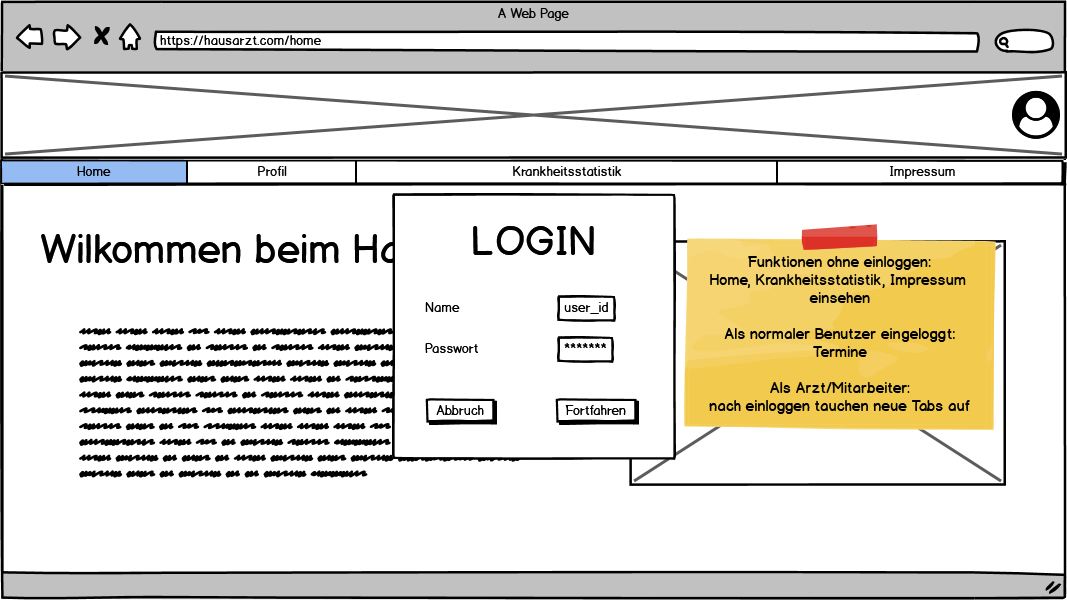 A Web Page
https://hausarzt.com/home
Home
Profil
Krankheitsstatistik
Impressum
Wilkommen beim
LOGIN
Name
user_id
Passwort
*******
Abbruch
Fortfahren
Funktionen ohne einloggen:
Home, Krankheitsstatistik, Impressum
einsehen
Als normaler Benutzer eingeloggt:
Termine
Als Arzt/Mitarbeiter:
nach einloggen tauchen neue Tabs auf